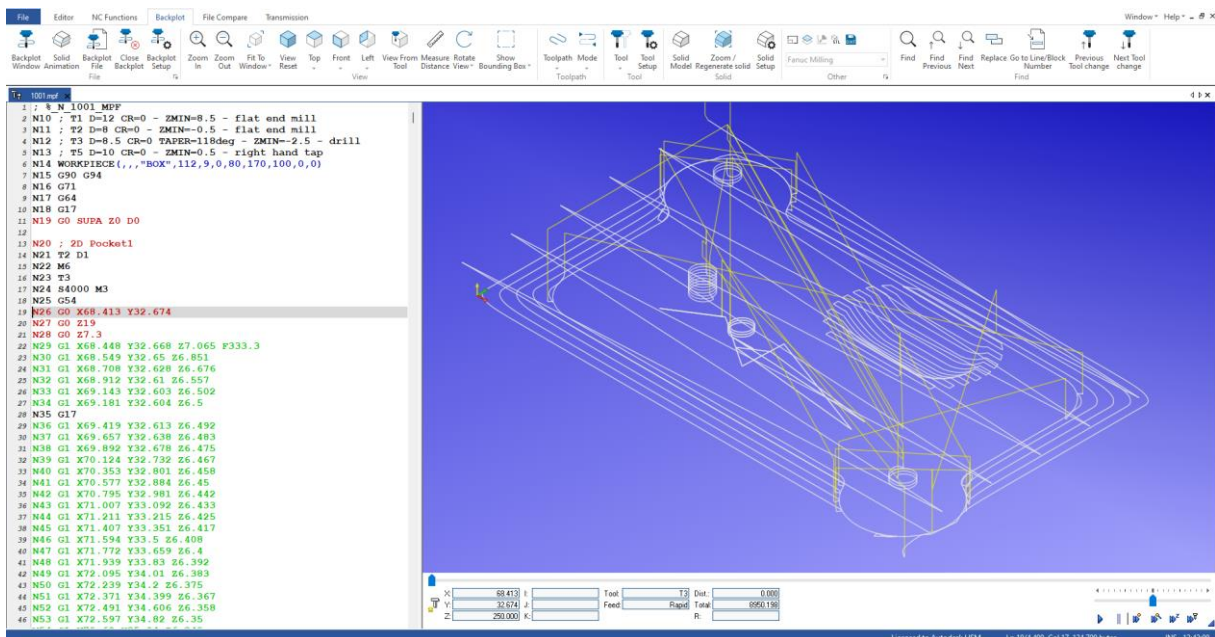 File Editor NC Functions Backplot File Compare Transmission Window Help
Backplot Window Solid Animation Backplot File Close Backplot Backplot Setup Zoom In Zoom Out Fit To Window View Reset Top Front Left View From Tool Measure Distance Rotate View Show Bounding Box Toolpath Mode Tool Tool Setup Solid Model Zoom / Regenerate solid Solid Setup Fanuc Milling Find Find Previous Find Next Replace Go to Line/Block Number Previous Tool change Next Tool change
File View Toolpath Tool Solid Other Find
1001.mpf
1 ; %_N_1001_MPF
2 N10 ; T1 D=12 CR=0 - ZMIN=8.5 - flat end mill
3 N11 ; T2 D=8 CR=0 - ZMIN=-0.5 - flat end mill
4 N12 ; T3 D=8.5 CR=0 TAPER=118deg - ZMIN=-2.5 - drill
5 N13 ; T5 D=10 CR=0 - ZMIN=0.5 - right hand tap
6 N14 WORKPIECE(,,,"BOX",112,9,0,80,170,100,0,0)
7 N15 G90 G94
8 N16 G71
9 N17 G64
10 N18 G17
11 N19 G0 SUPA Z0 D0
12
13 N20 ; 2D Pocket1
14 N21 T2 D1
15 N22 M6
16 N23 T3
17 N24 S4000 M3
18 N25 G54
19 N26 G0 X68.413 Y32.674
20 N27 G0 Z19
21 N28 G0 Z7.3
22 N29 G1 X68.448 Y32.668 Z7.065 F333.3
23 N30 G1 X68.549 Y32.65 Z6.851
24 N31 G1 X68.708 Y32.628 Z6.676
25 N32 G1 X68.912 Y32.61 Z6.557
26 N33 G1 X69.143 Y32.603 Z6.502
27 N34 G1 X69.181 Y32.604 Z6.5
28 N35 G17
29 N36 G1 X69.419 Y32.613 Z6.492
30 N37 G1 X69.657 Y32.638 Z6.483
31 N38 G1 X69.892 Y32.678 Z6.475
32 N39 G1 X70.124 Y32.732 Z6.467
33 N40 G1 X70.353 Y32.801 Z6.458
34 N41 G1 X70.577 Y32.884 Z6.45
35 N42 G1 X70.795 Y32.981 Z6.442
36 N43 G1 X71.007 Y33.092 Z6.433
37 N44 G1 X71.211 Y33.215 Z6.425
38 N45 G1 X71.407 Y33.351 Z6.417
39 N46 G1 X71.594 Y33.5 Z6.408
40 N47 G1 X71.772 Y33.659 Z6.4
41 N48 G1 X71.939 Y33.83 Z6.392
42 N49 G1 X72.095 Y34.01 Z6.383
43 N50 G1 X72.239 Y34.2 Z6.375
44 N51 G1 X72.371 Y34.399 Z6.367
45 N52 G1 X72.491 Y34.606 Z6.358
46 N53 G1 X72.597 Y34.82 Z6.35
X: 68.413 I: Tool: T3 Dist.: 0.000
Y: 32.674 J: Feed: Rapid Total: 8950.198
Z: 250.000 K: R: